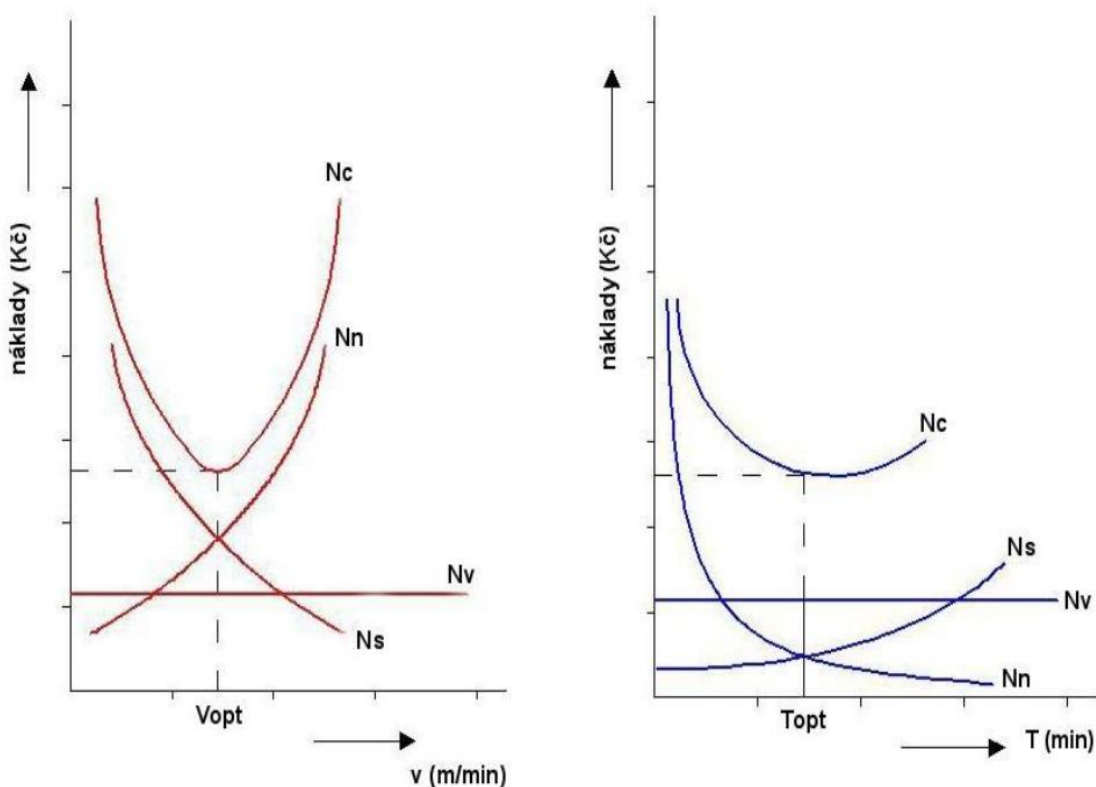 náklady (Kč)
Nc
Nn
Nv
Ns
Vopt
v (m/min)
náklady(Kč)
Nc
Ns
Nv
Nn
Topt
T (min)